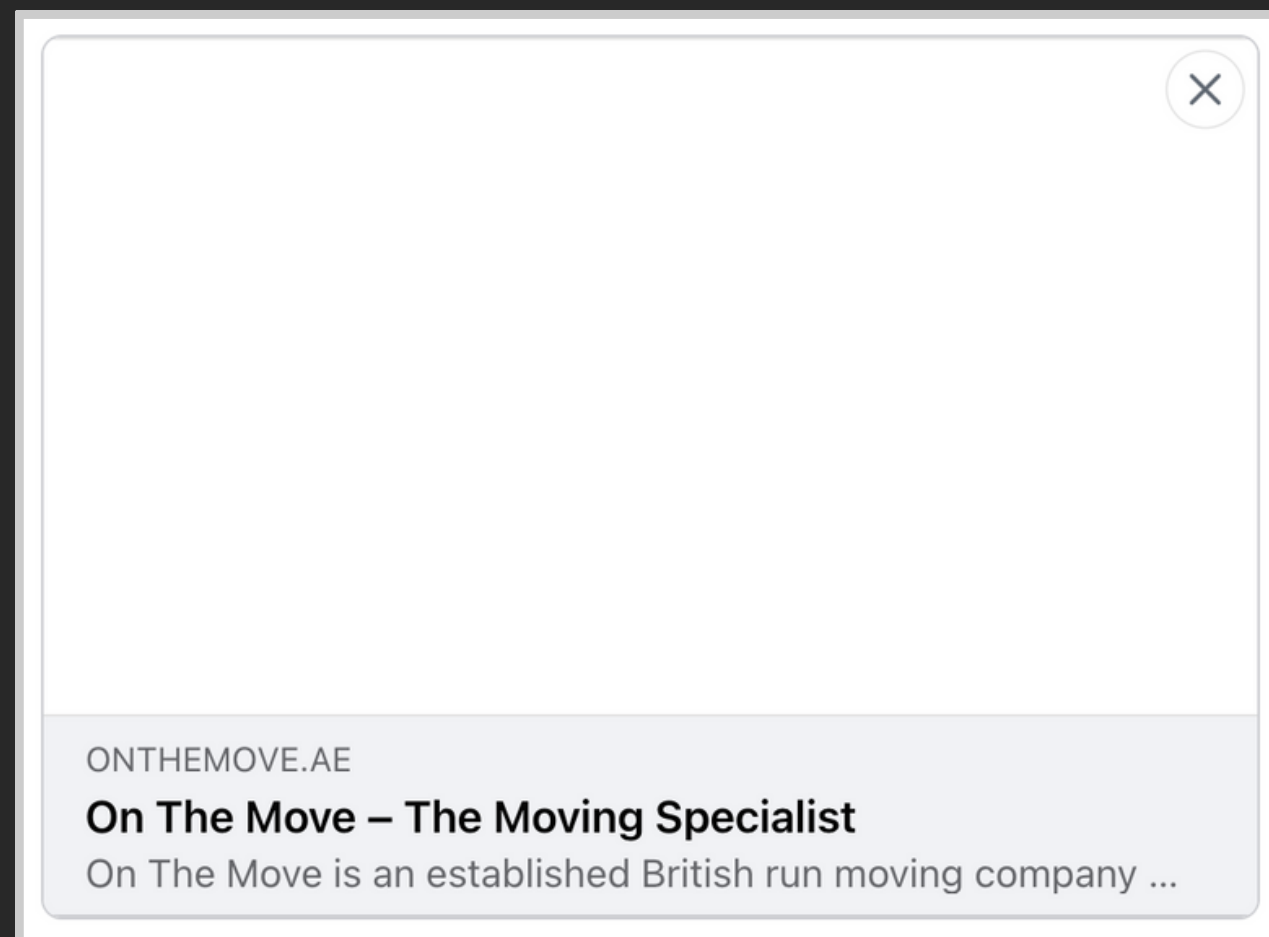 ONTHEMOVE.AE
On The Move – The Moving Specialist
On The Move is an established British run moving company ...